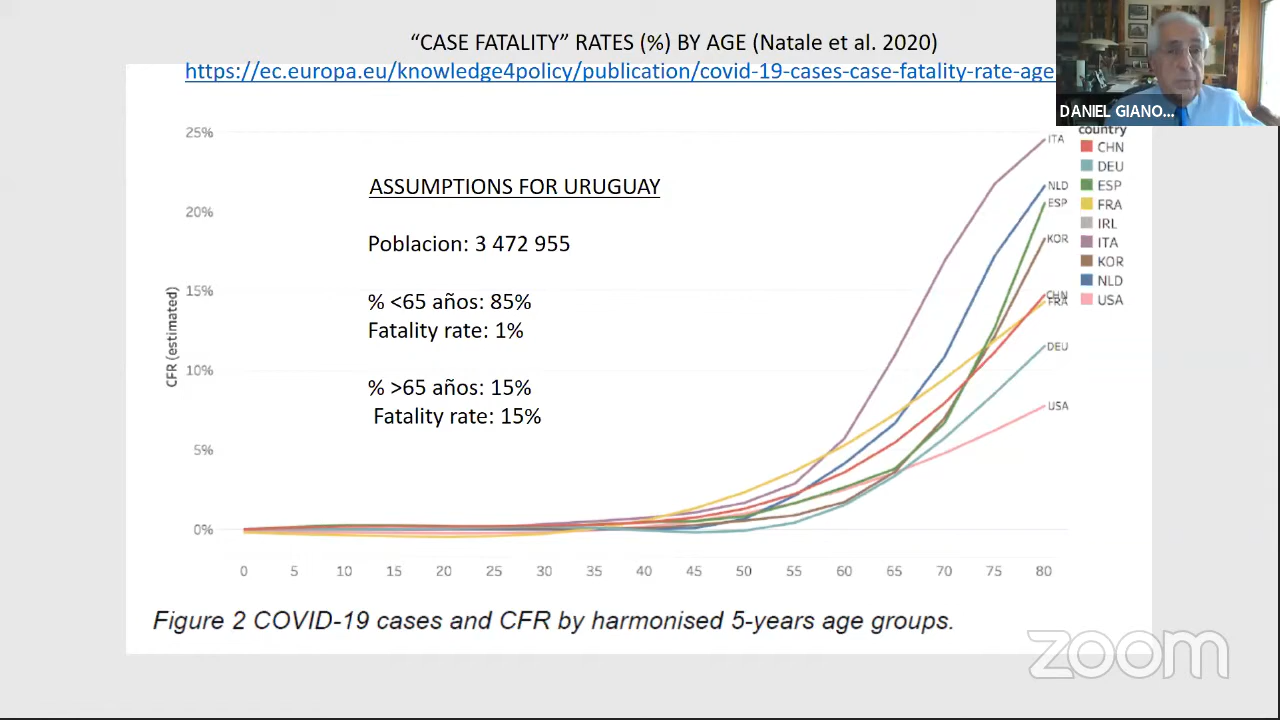 “CASE FATALITY” RATES (%) BY AGE (Natale et al. 2020)
https://ec.europa.eu/knowledge4policy/publication/covid-19-cases-case-fatality-rate-age
DANIEL GIANO...
25%
20%
15%
10%
5%
0%
CFR (estimated)
ASSUMPTIONS FOR URUGUAY
Poblacion: 3 472 955
% <65 años: 85%
Fatality rate: 1%
% >65 años: 15%
Fatality rate: 15%
ITA
NLD
ESP
KOR
CHN
FRA
DEU
USA
country
CHN
DEU
ESP
FRA
IRL
ITA
KOR
NLD
USA
0 5 10 15 20 25 30 35 40 45 50 55 60 65 70 75 80
Figure 2 COVID-19 cases and CFR by harmonised 5-years age groups.
zoom